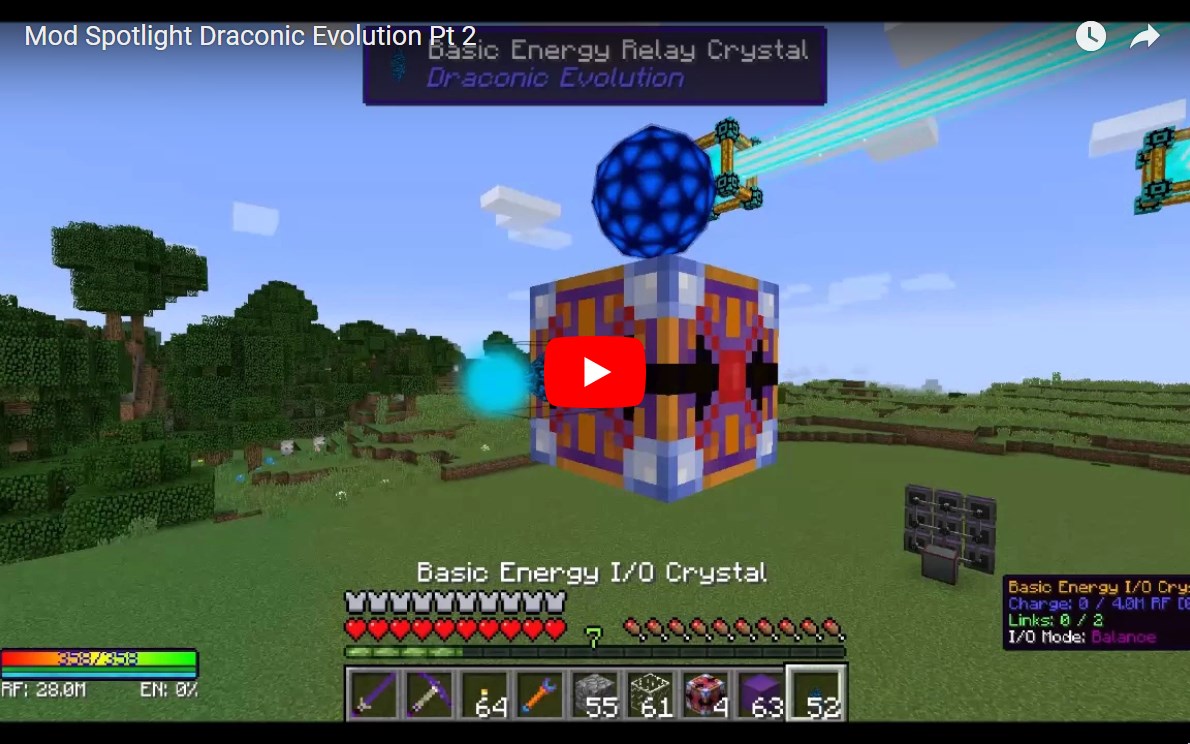 Mod Spotlight Draconic Evolution Pt 2
Basic Energy Relay Crystal
Draconic Evolution
Basic Energy I/O Crystal
Basic Energy I/O Crys
Charge: 0 / 4.0M RF [0
Links: 0 / 2
I/O Mode: Balance
7
358/358
RF: 28.0M EN: 0%
64 55 61 4 63 52